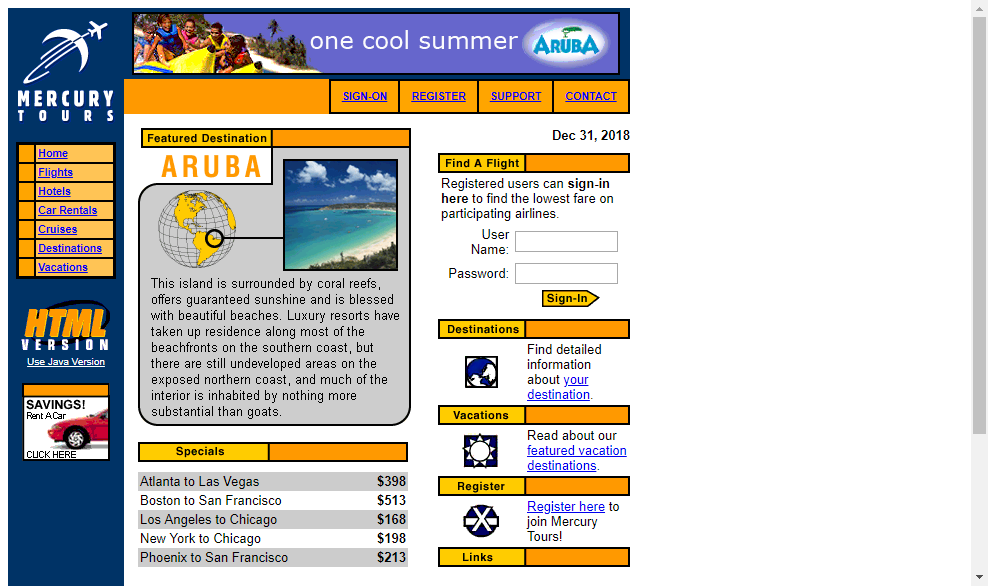 one cool summer ARUBA
MERCURY
TOURS
SIGN-ON REGISTER SUPPORT CONTACT
Home
Flights
Hotels
Car Rentals
Cruises
Destinations
Vacations
HTML
VERSION
Use Java Version
SAVINGS!
Rent A Car
CLICK HERE
Featured Destination
ARUBA
This island is surrounded by coral reefs,
offers guaranteed sunshine and is blessed
with beautiful beaches. Luxury resorts have
taken up residence along most of the
beachfronts on the southern coast, but
there are still undeveloped areas on the
exposed northern coast, and much of the
interior is inhabited by nothing more
substantial than goats.
Specials
Atlanta to Las Vegas $398
Boston to San Francisco $513
Los Angeles to Chicago $168
New York to Chicago $198
Phoenix to San Francisco $213
Dec 31, 2018
Find A Flight
Registered users can sign-in
here to find the lowest fare on
participating airlines.
User
Name:
Password:
Sign-In
Destinations
Find detailed
information
about your
destination.
Vacations
Read about our
featured vacation
destinations.
Register
Register here to
join Mercury
Tours!
Links